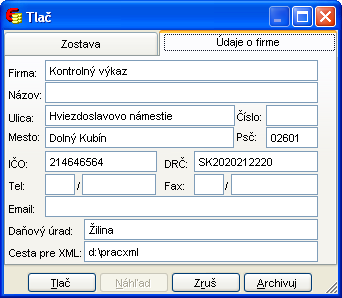 Tlač
Zostava
Údaje o firme
Firma: Kontrolný výkaz
Názov:
Ulica: Hviezdoslavovo námestie Číslo:
Mesto: Dolný Kubín Psč: 02601
IČO: 214646564 DRČ: SK2020212220
Tel: / Fax: /
Email:
Daňový úrad: Žilina
Cesta pre XML: d:\pracxml
Tlač Náhľad Zruš Archivuj